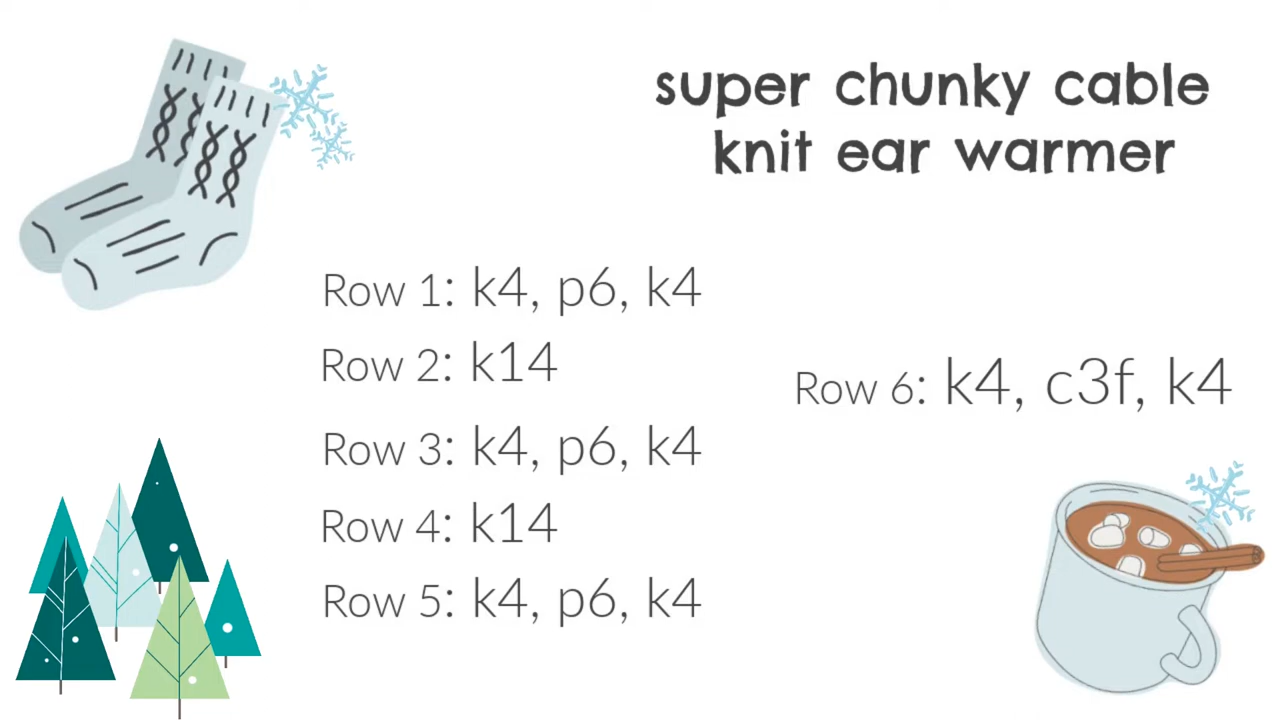 super chunky cable
knit ear warmer
Row 1: k4, p6, k4
Row 2: k14
Row 3: k4, p6, k4
Row 4: k14
Row 5: k4, p6, k4
Row 6: k4, c3f, k4